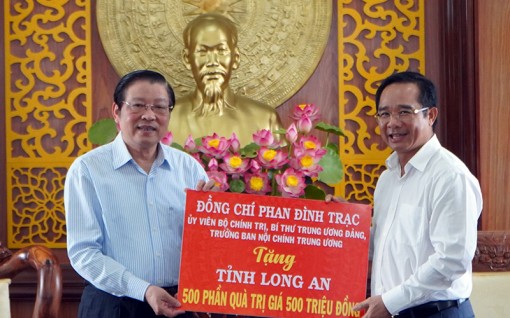 ĐỒNG CHÍ PHAN ĐÌNH TRẠC
ỦY VIÊN BỘ CHÍNH TRỊ, BÍ THƯ TRUNG ƯƠNG ĐẢNG,
TRƯỞNG BAN NỘI CHÍNH TRUNG ƯƠNG
Tặng
TỈNH LONG AN
500 PHẦN QUÀ TRỊ GIÁ 500 TRIỆU ĐỒNG